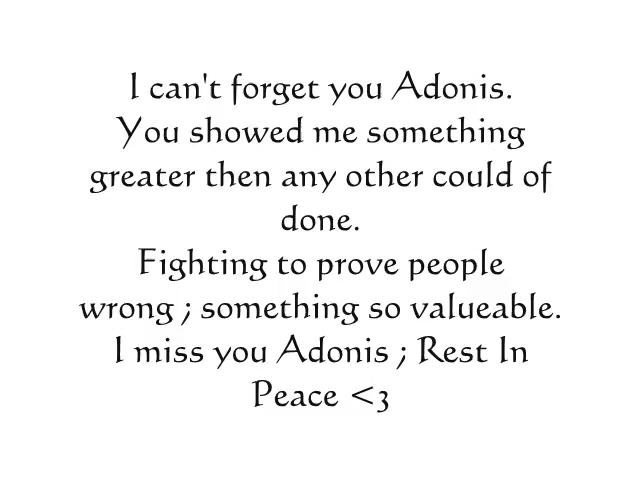 I can't forget you Adonis.
You showed me something
greater then any other could of
done.
Fighting to prove people
wrong ; something so valueable.
I miss you Adonis ; Rest In
Peace <3